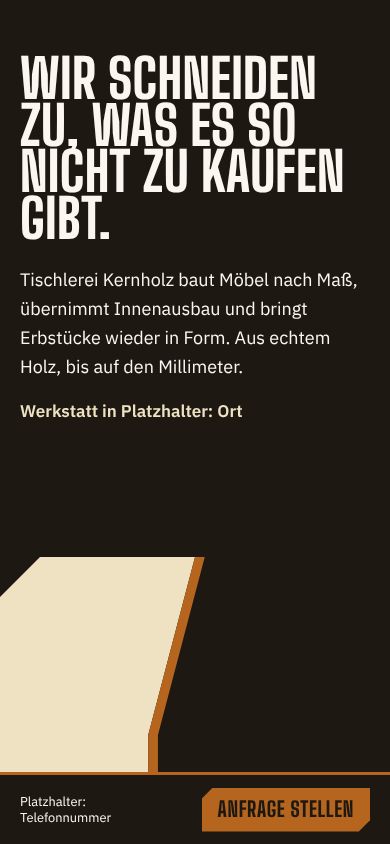 WIR SCHNEIDEN
ZU, WAS ES SO
NICHT ZU KAUFEN
GIBT.
Tischlerei Kernholz baut Möbel nach Maß,
übernimmt Innenausbau und bringt
Erbstücke wieder in Form. Aus echtem
Holz, bis auf den Millimeter.
Werkstatt in Platzhalter: Ort
Platzhalter:
Telefonnummer
ANFRAGE STELLEN